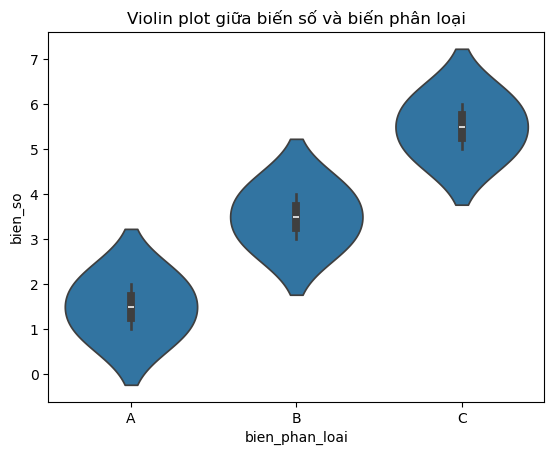 Violin plot giữa biến số và biến phân loại
bien_so
7
6
5
4
3
2
1
0
A B C
bien_phan_loai